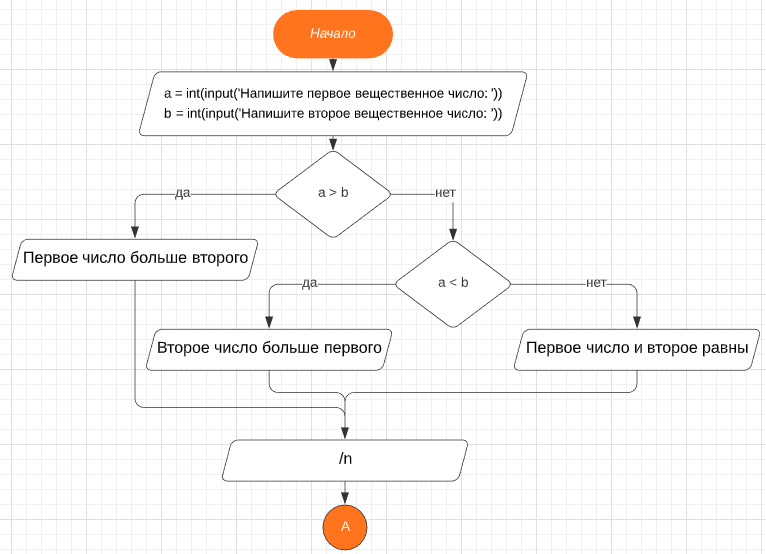 Начало
a = int(input('Напишите первое вещественное число: '))
b = int(input('Напишите второе вещественное число: '))
a > b
да
нет
Первое число больше второго
a < b
да
нет
Второе число больше первого
Первое число и второе равны
/n
A